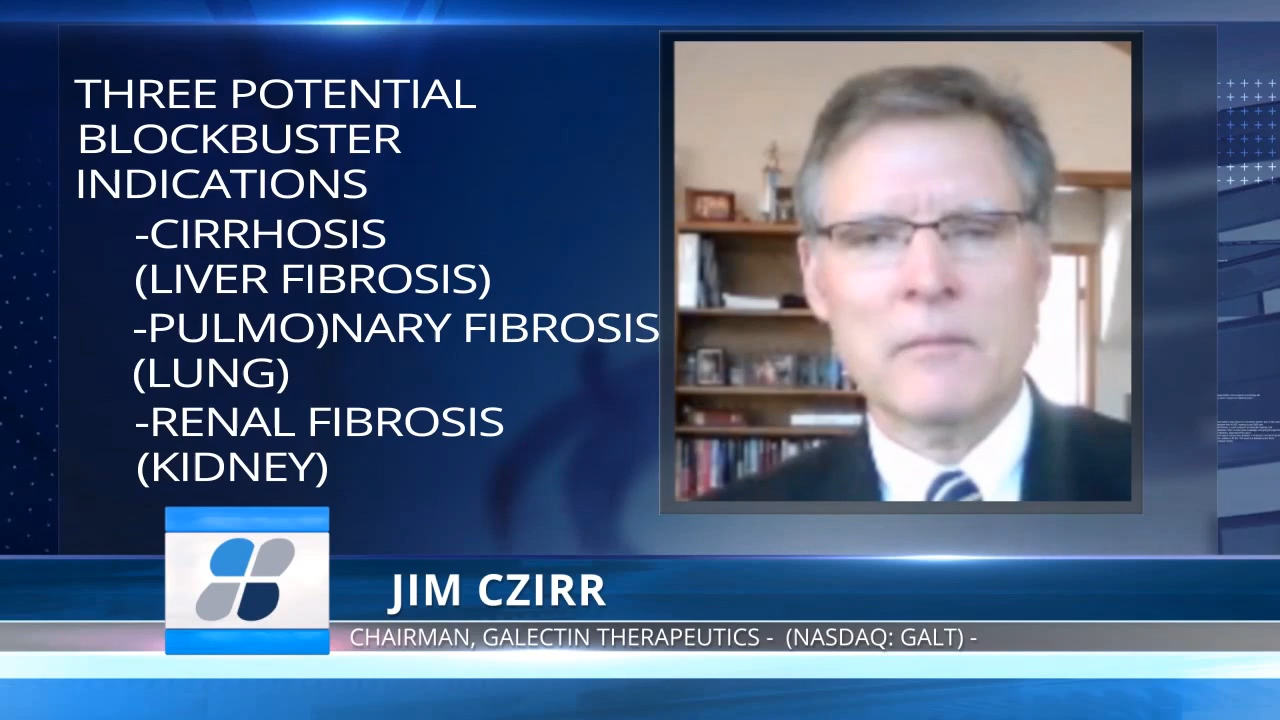 THREE POTENTIAL
BLOCKBUSTER
INDICATIONS
-CIRRHOSIS
(LIVER FIBROSIS)
-PULMO)NARY FIBROSIS
(LUNG)
-RENAL FIBROSIS
(KIDNEY)
JIM CZIRR
CHAIRMAN, GALECTIN THERAPEUTICS - (NASDAQ: GALT) -